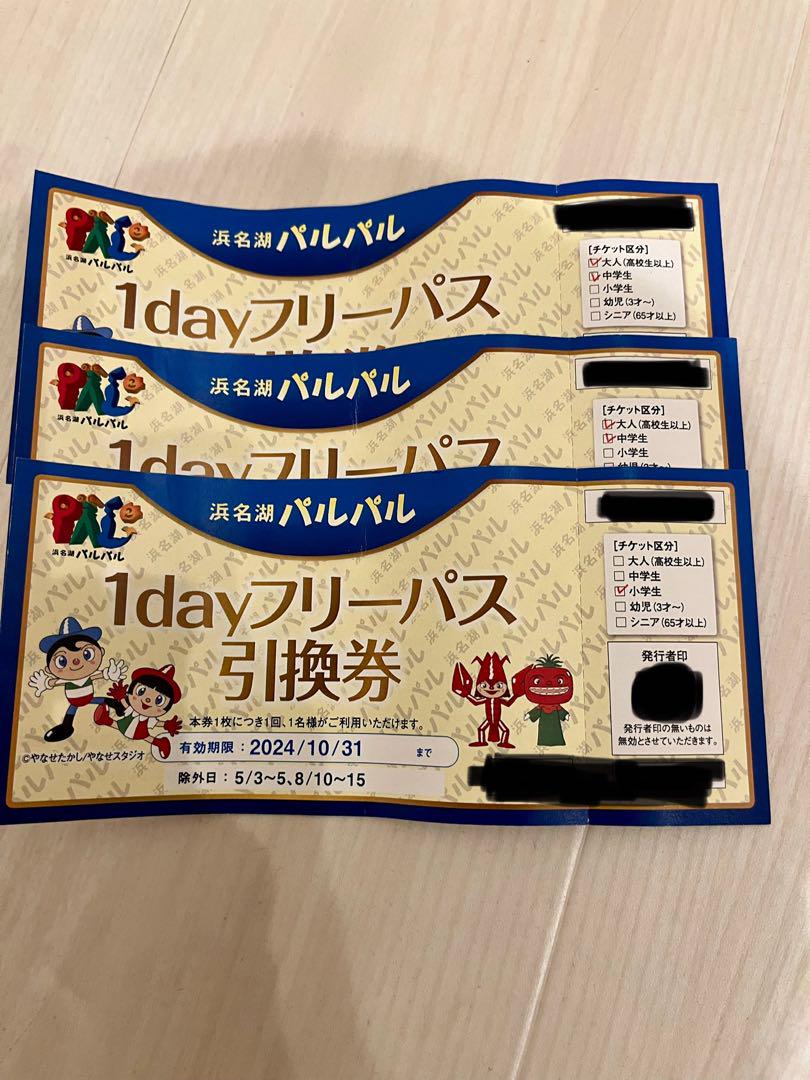 PAL
浜名湖パルパル
浜名湖 パルパル
1dayフリーパス
[チケット区分]
☑ 大人(高校生以上)
☑ 中学生
☐ 小学生
☐ 幼児(3才〜)
☐ シニア(65才以上)
PAL
浜名湖パルパル
浜名湖 パルパル
1dayフリーパス
[チケット区分]
☑ 大人(高校生以上)
☑ 中学生
☐ 小学生
PAL
浜名湖パルパル
浜名湖 パルパル
1dayフリーパス
引換券
本券1枚につき1回、1名様がご利用いただけます。
有効期限:2024/10/31 まで
除外日:5/3〜5、8/10〜15
©やなせたかし/やなせスタジオ
[チケット区分]
☐ 大人(高校生以上)
☐ 中学生
☑ 小学生
☐ 幼児(3才〜)
☐ シニア(65才以上)
発行者印
発行者印の無いものは
無効とさせていただきます。